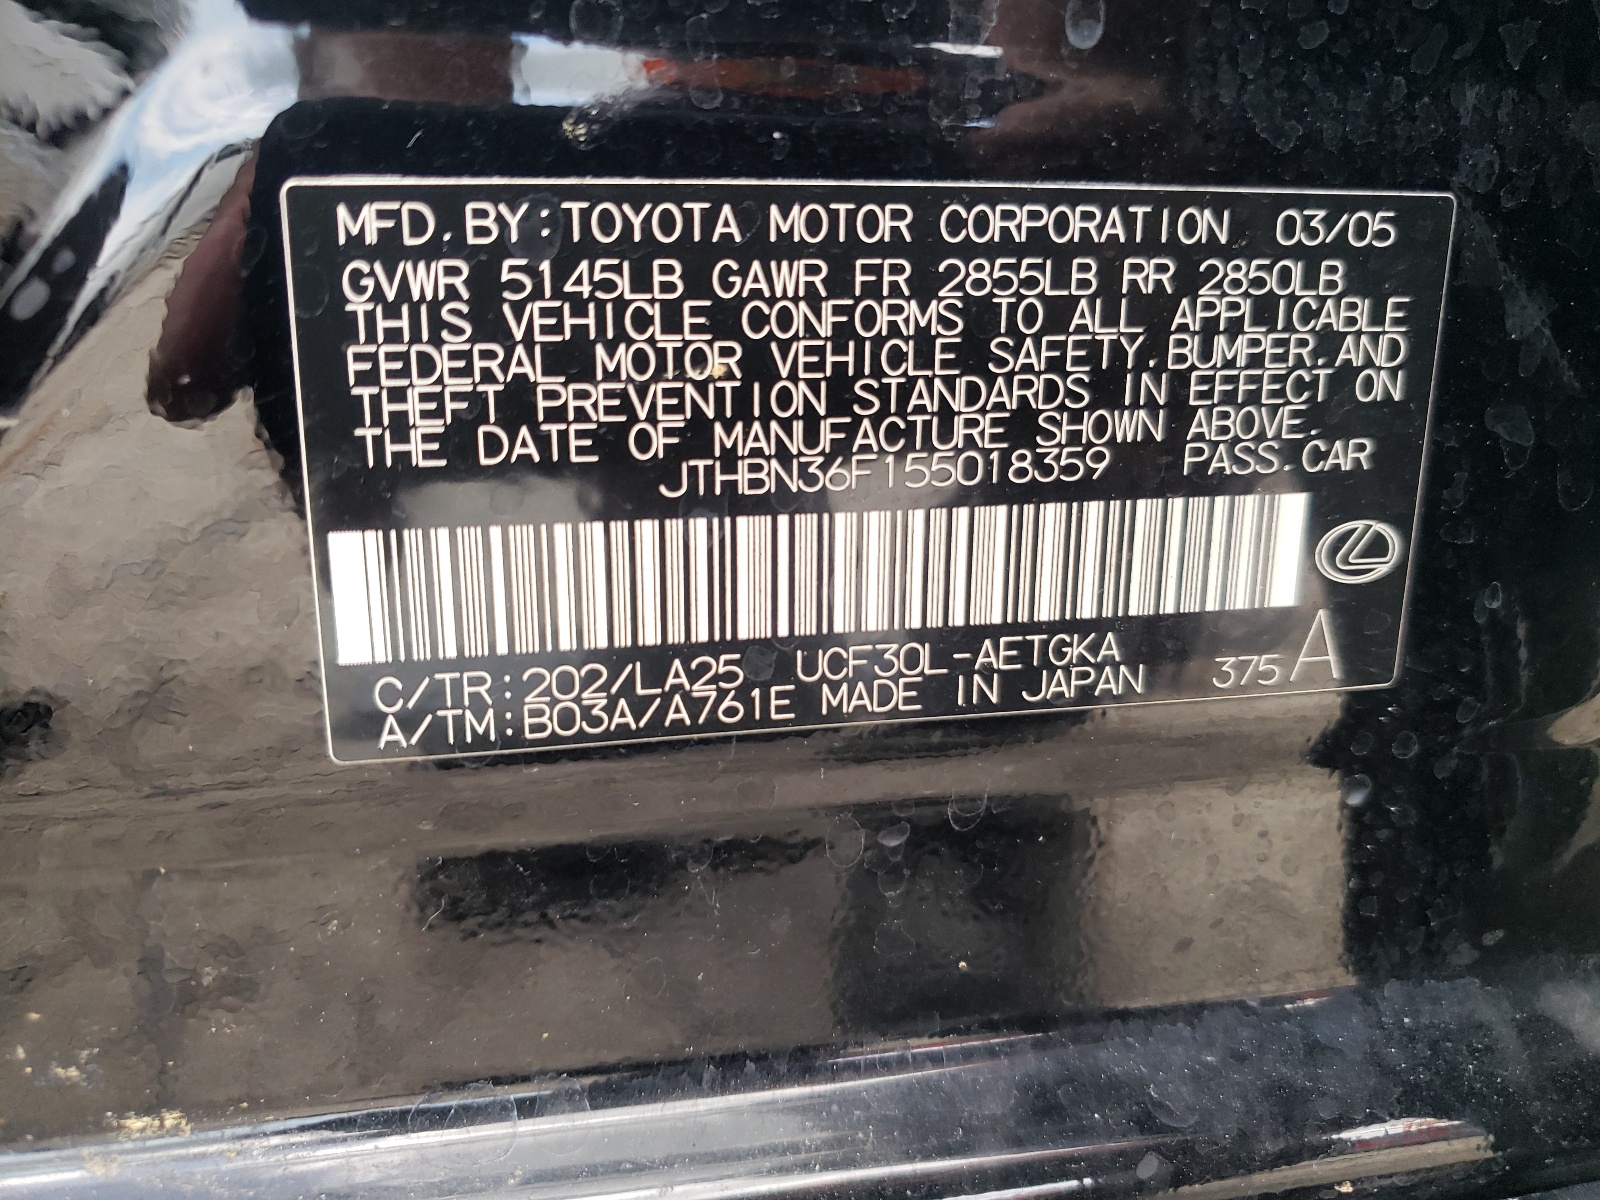 MFD. BY: TOYOTA MOTOR CORPORATION 03/05
GVWR 5145LB GAWR FR 2855LB RR 2850LB
THIS VEHICLE CONFORMS TO ALL APPLICABLE
FEDERAL MOTOR VEHICLE SAFETY, BUMPER, AND
THEFT PREVENTION STANDARDS IN EFFECT ON
THE DATE OF MANUFACTURE SHOWN ABOVE.
JTHBN36F155018359 PASS. CAR
C/TR: 202/LA25 UCF30L-AETGKA
A/TM: B03A/A761E MADE IN JAPAN 375 A